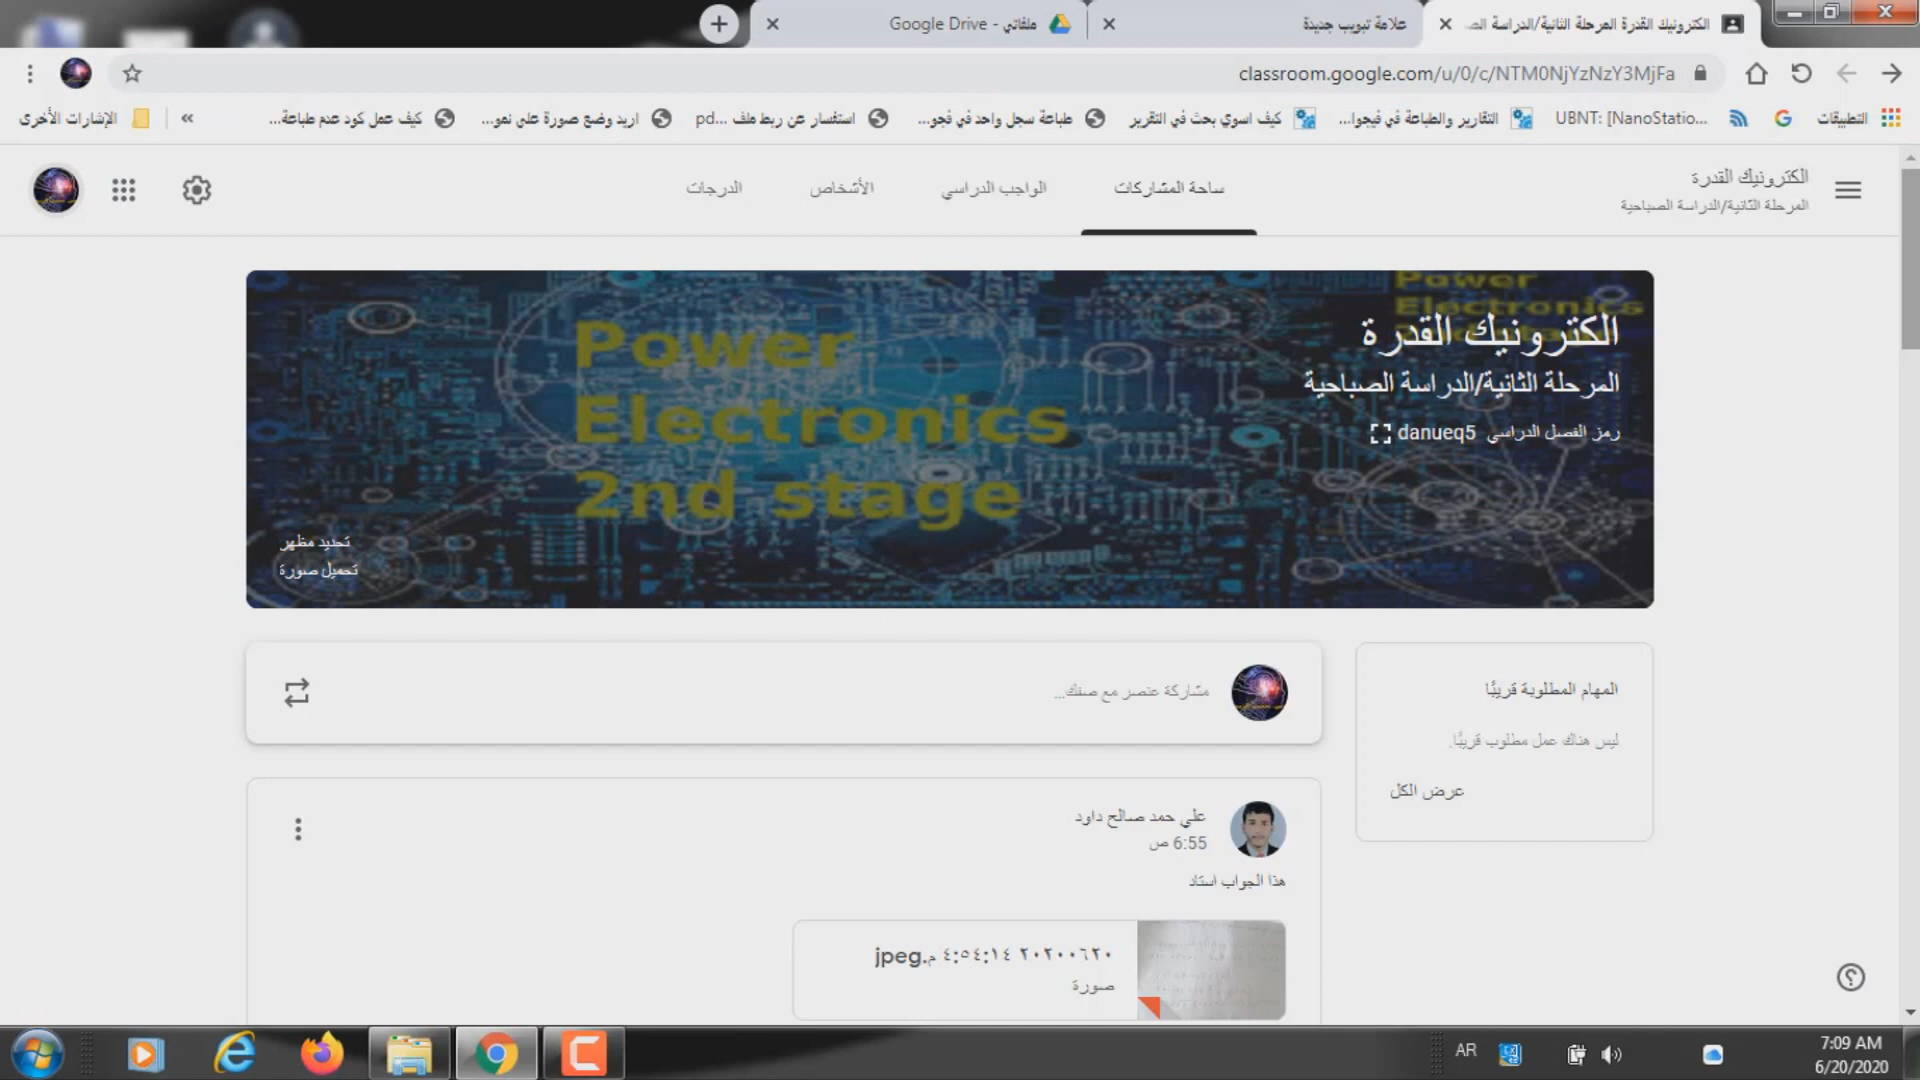 الكترونيك القدرة المرحلة الثانية/الدراسة الص
علامة تبويب جديدة
ملفاتي - Google Drive
classroom.google.com/u/0/c/NTM0NjYzNzY3MjFa
التطبيقات
UBNT: [NanoStatio...
التقارير والطباعة في فيجوا...
كيف اسوي بحث في التقرير
طباعة سجل واحد في فجو...
استفسار عن ربط ملف pd...
اريد وضع صورة على نمو...
كيف عمل كود عدم طباعة...
»
الإشارات الأخرى
الكترونيك القدرة
المرحلة الثانية/الدراسة الصباحية
ساحة المشاركات
الواجب الدراسي
الأشخاص
الدرجات
Power
Electronics
Power
Electronics
2nd stage
الكترونيك القدرة
المرحلة الثانية/الدراسة الصباحية
رمز الفصل الدراسي danueq5
تحديد مظهر
تحميل صورة
المهام المطلوبة قريبًا
ليس هناك عمل مطلوب قريبًا.
عرض الكل
مشاركة عنصر مع صفك...
علي حمد صالح داود
6:55 ص
هذا الجواب استاد
٢٠٢٠٠٦٢٠ ٤:٥٤:١٤ م.jpeg
صورة
AR
7:09 AM
6/20/2020